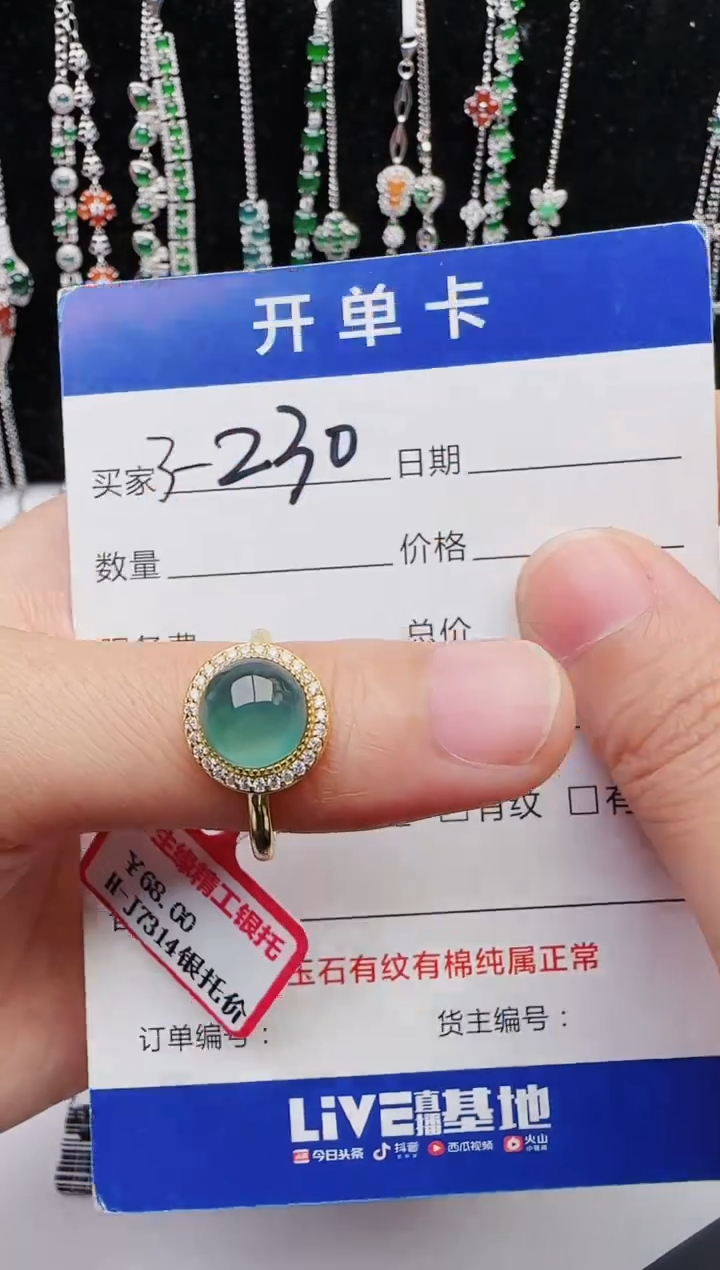 开单卡
买家 3-230 日期
数量 价格
总价
有纹 □有
生缘精工银托
¥68.00
H-J7314银托价
玉石有纹有棉纯属正常
订单编号： 货主编号：
LiVE直播基地
今日头条 抖音 西瓜视频 火山